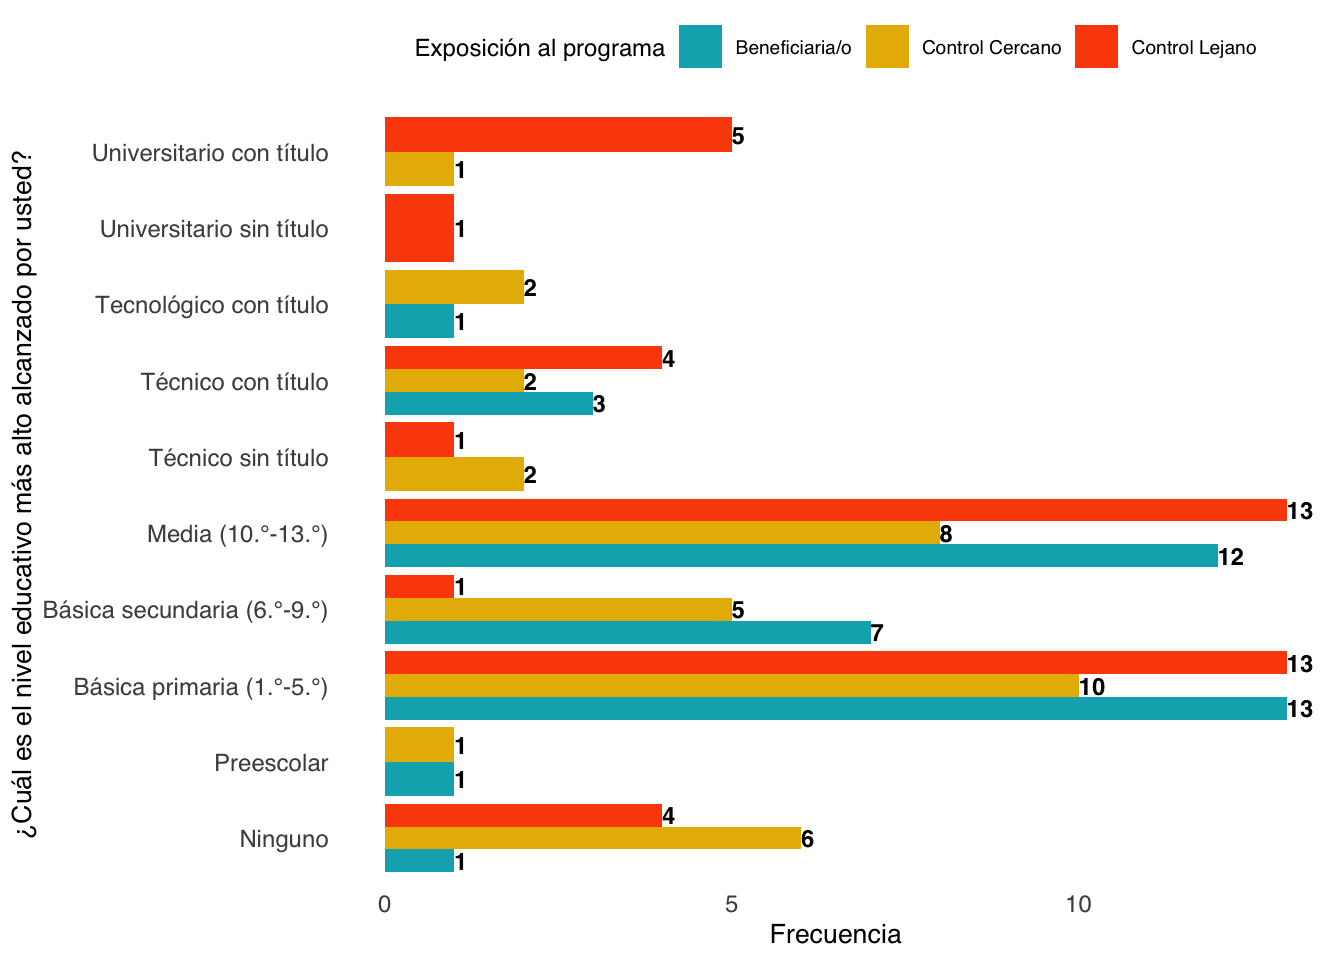 Exposición al programa Beneficiaria/o Control Cercano Control Lejano
¿Cuál es el nivel educativo más alto alcanzado por usted?
Universitario con título
5
1
Universitario sin título
1
Tecnológico con título
2
1
Técnico con título
4
2
3
Técnico sin título
1
2
Media (10.°-13.°)
13
8
12
Básica secundaria (6.°-9.°)
1
5
7
Básica primaria (1.°-5.°)
13
10
13
Preescolar
1
1
Ninguno
4
6
1
0 5 10
Frecuencia